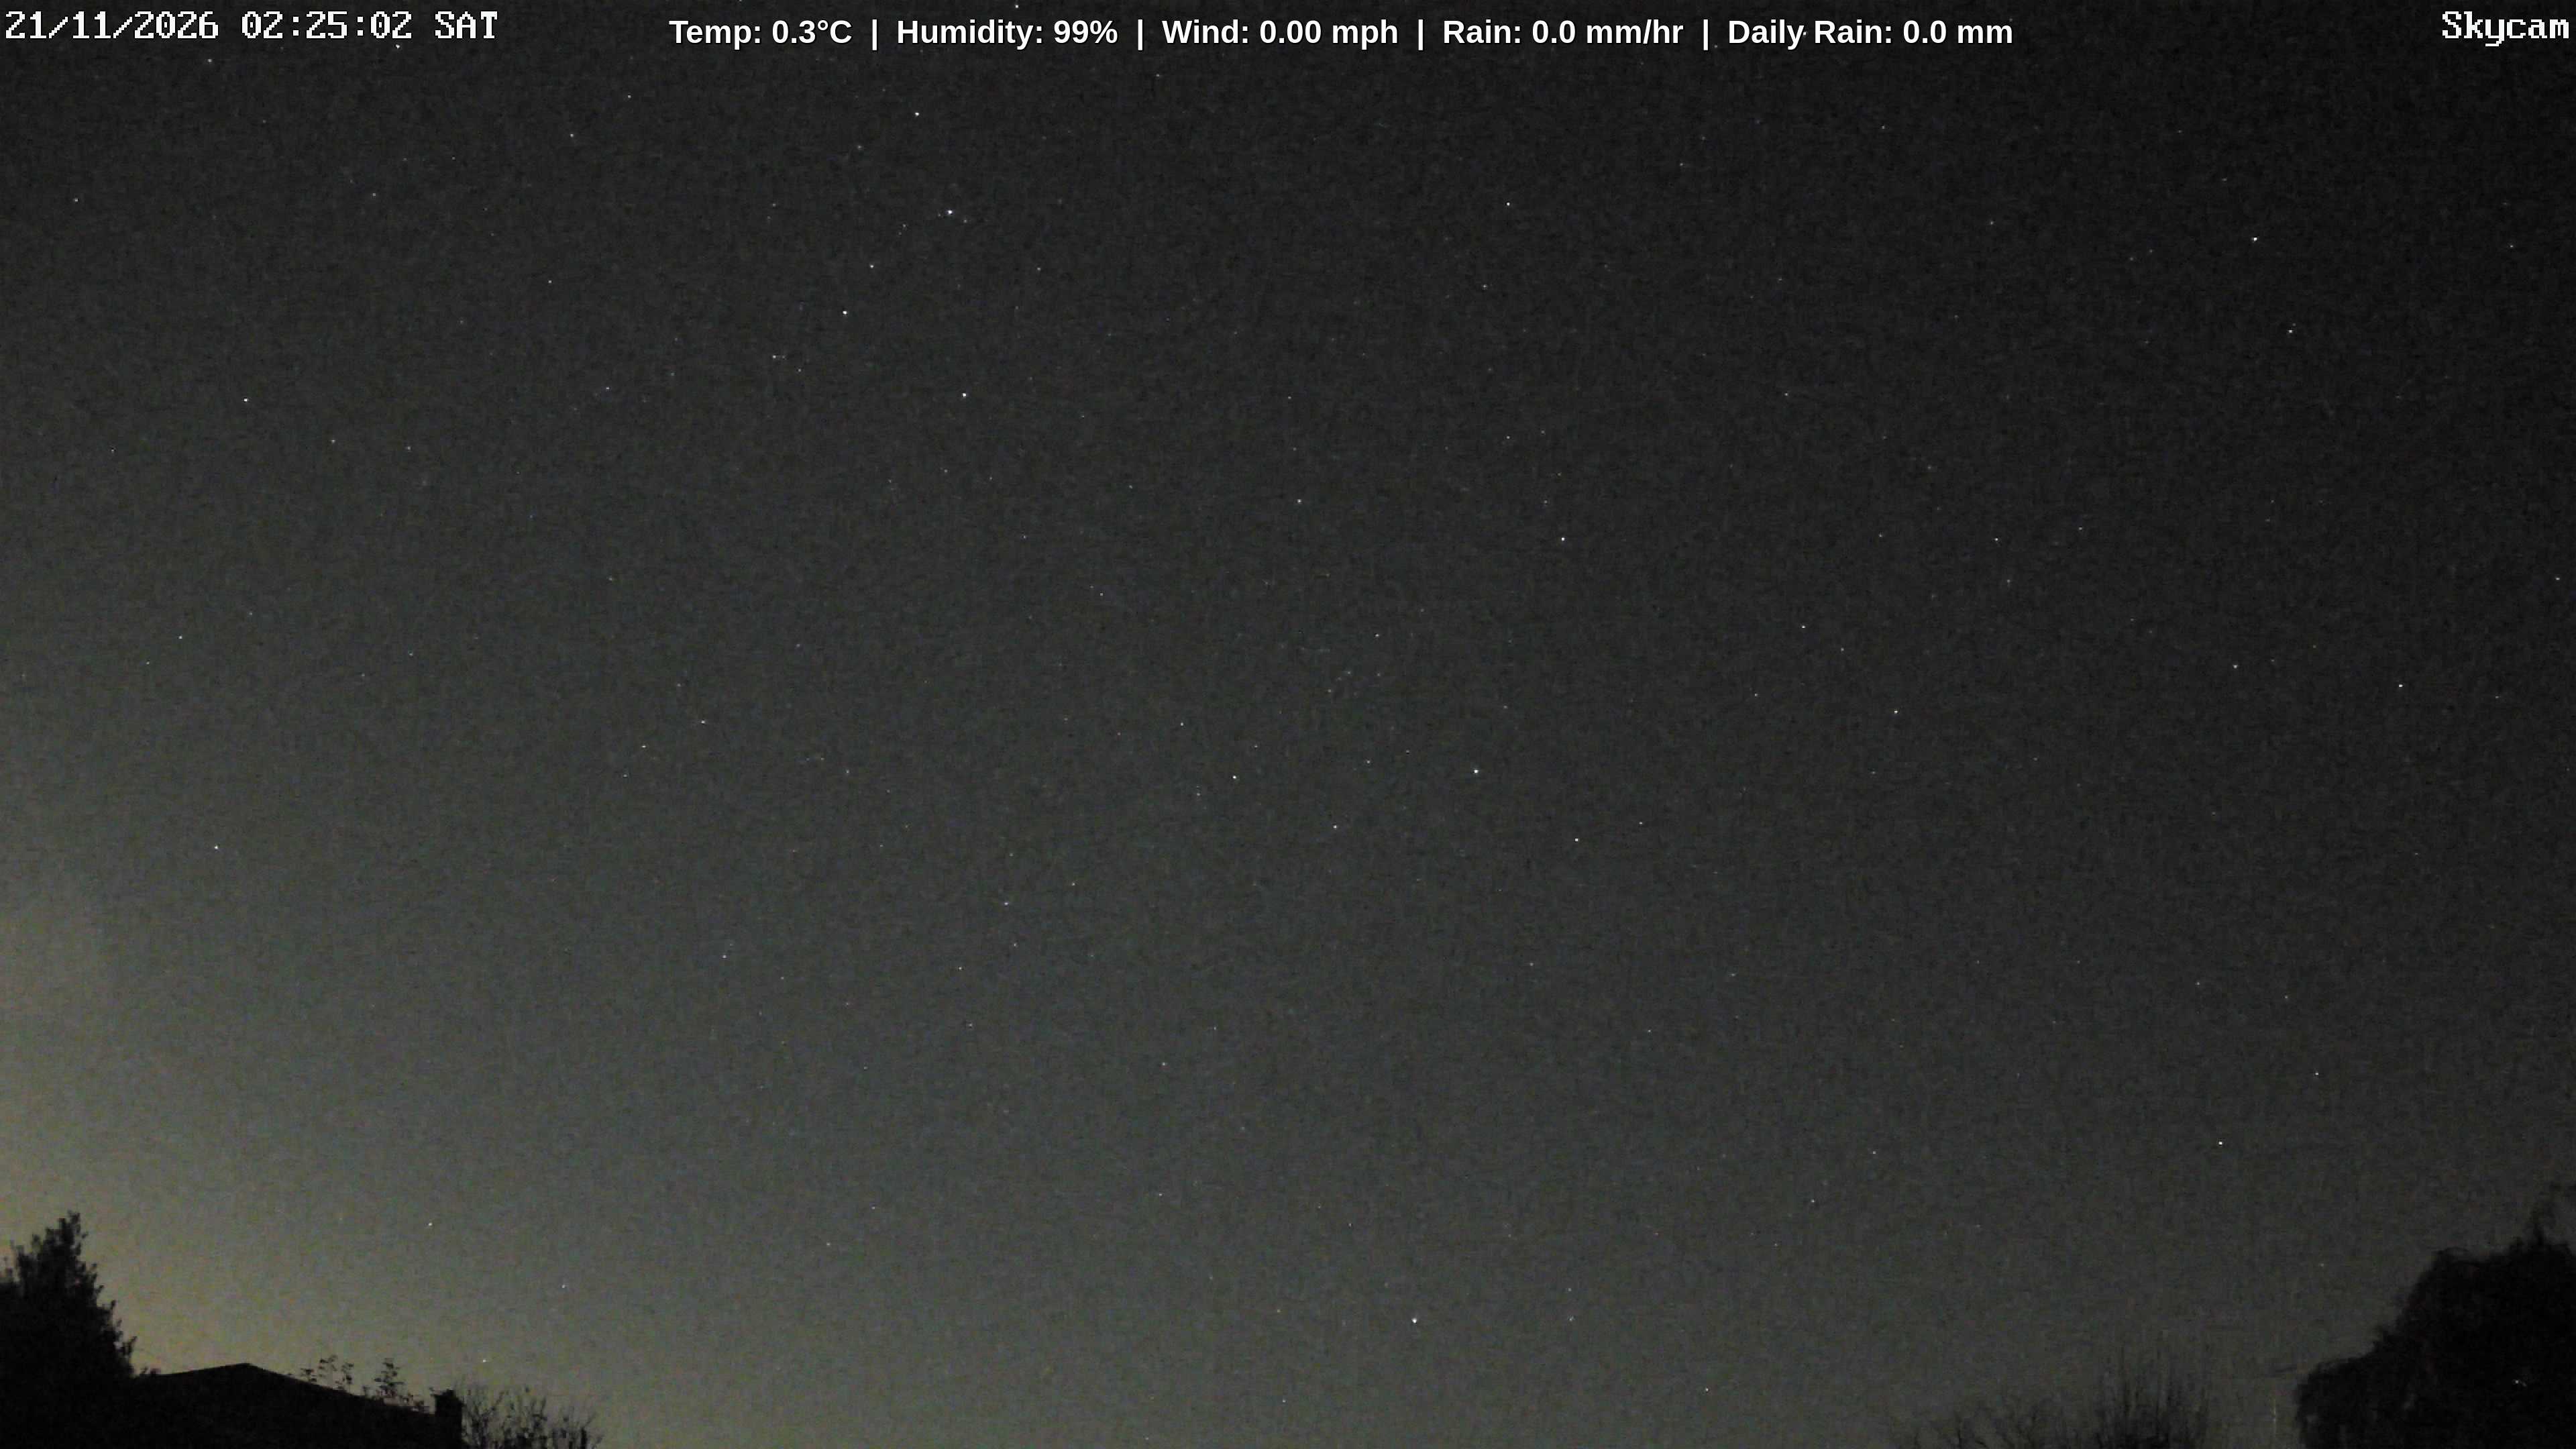 21/11/2026 02:25:02 SAT
Temp: 0.3°C | Humidity: 99% | Wind: 0.00 mph | Rain: 0.0 mm/hr | Daily Rain: 0.0 mm
Skycam